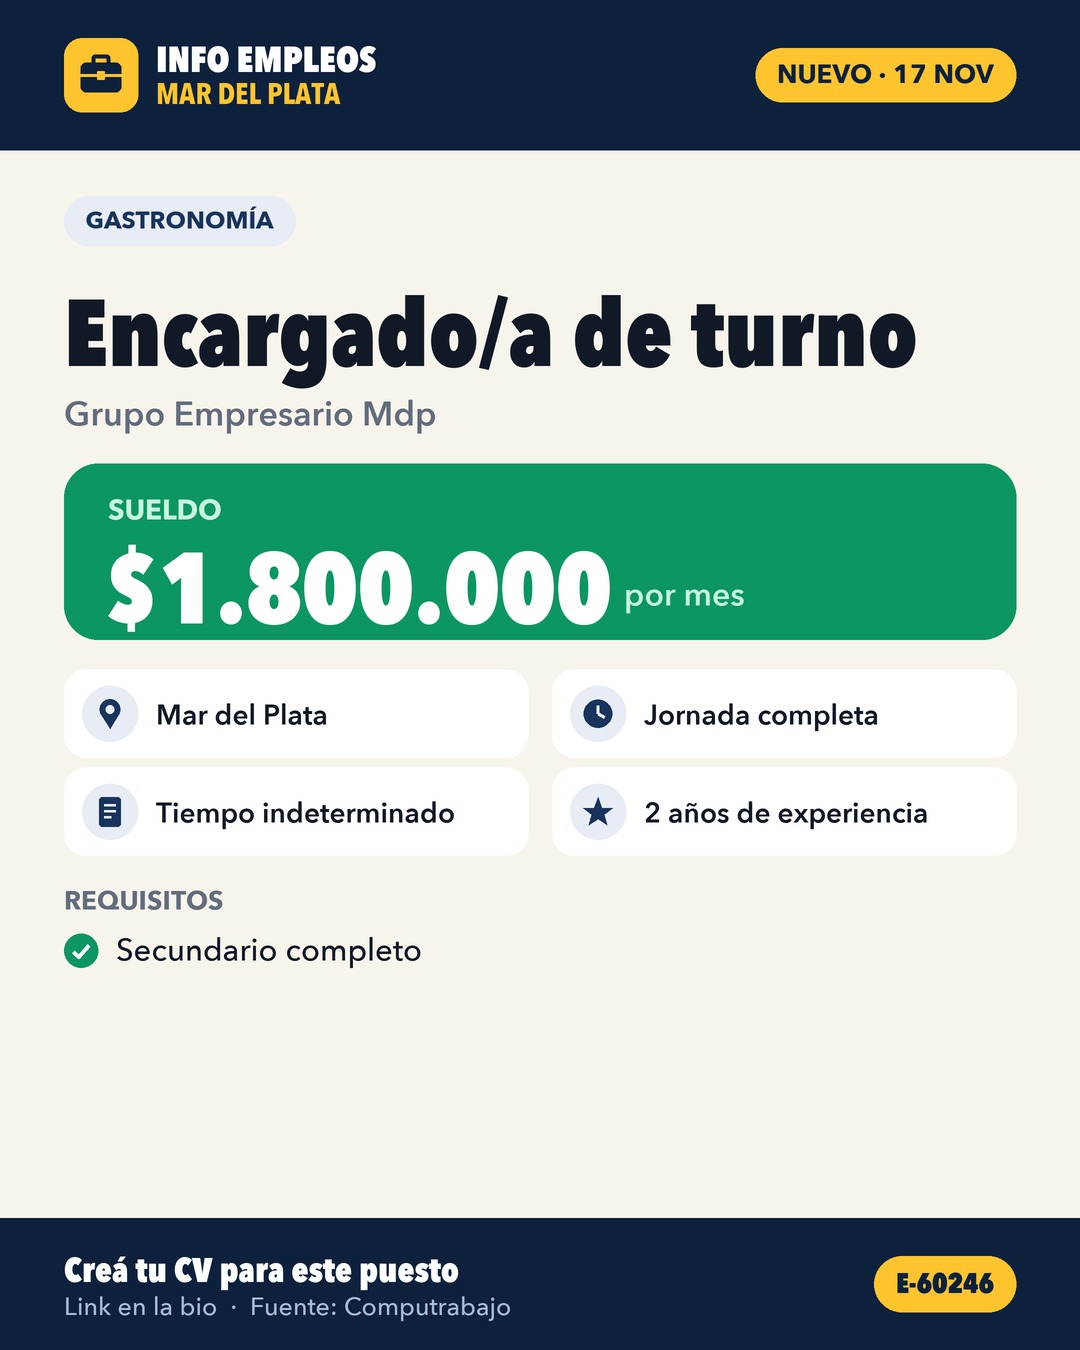 INFO EMPLEOS
MAR DEL PLATA
NUEVO · 17 NOV
GASTRONOMÍA
Encargado/a de turno
Grupo Empresario Mdp
SUELDO
$1.800.000 por mes
Mar del Plata
Jornada completa
Tiempo indeterminado
2 años de experiencia
REQUISITOS
Secundario completo
Creá tu CV para este puesto
Link en la bio · Fuente: Computrabajo
E-60246